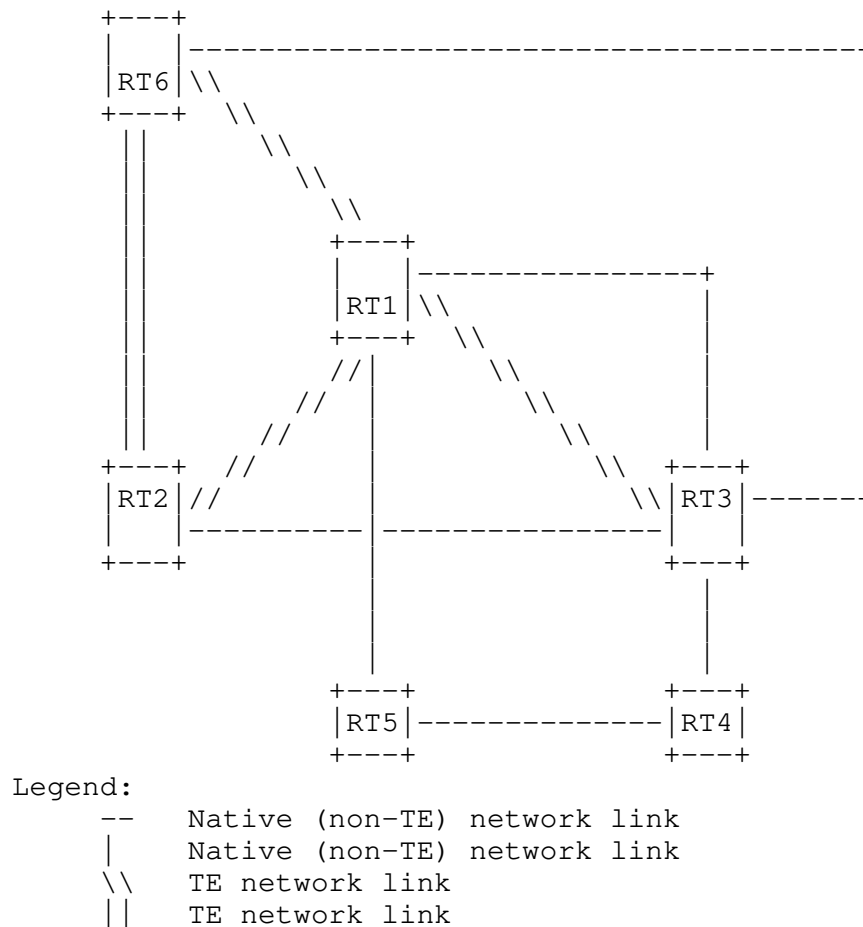 RT6
RT1
RT2 RT3
RT5 RT4
Legend:
-- Native (non-TE) network link
| Native (non-TE) network link
\\ TE network link
|| TE network link